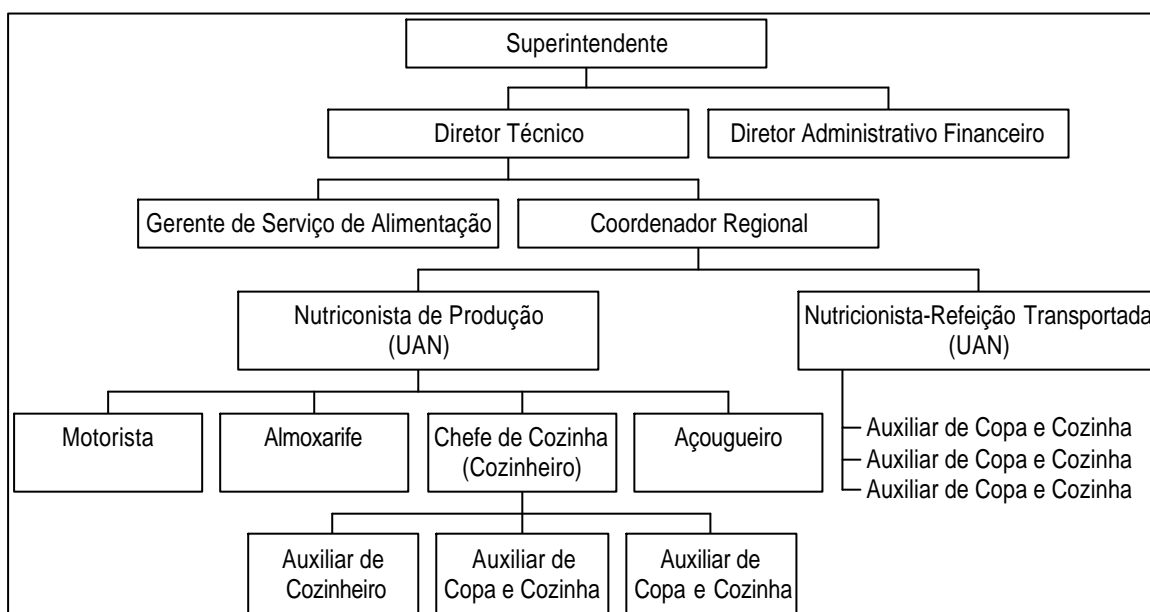 Superintendente
Diretor Técnico
Diretor Administrativo Financeiro
Gerente de Serviço de Alimentação
Coordenador Regional
Nutriconista de Produção
(UAN)
Nutricionista-Refeição Transportada
(UAN)
Motorista
Almoxarife
Chefe de Cozinha
(Cozinheiro)
Açougueiro
Auxiliar de Copa e Cozinha
Auxiliar de Copa e Cozinha
Auxiliar de Copa e Cozinha
Auxiliar de
Cozinheiro
Auxiliar de
Copa e Cozinha
Auxiliar de
Copa e Cozinha